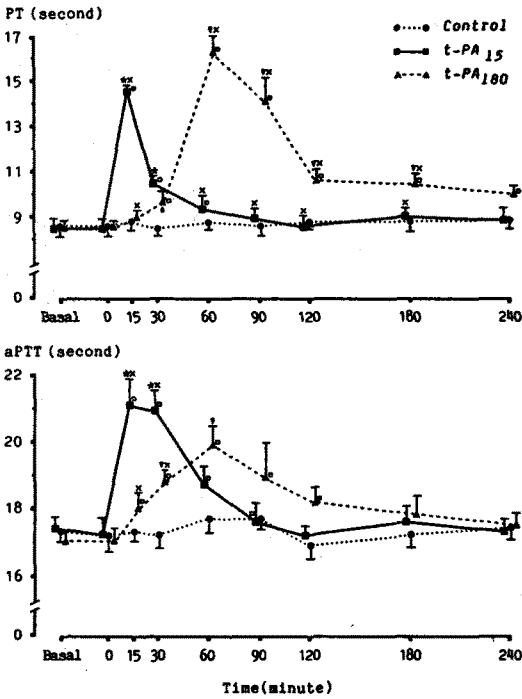 PT (second)
17
15
13
11
9
0
Control
t-PA15
t-PA180
Basal 0 15 30 60 90 120 180 240
aPTT (second)
22
20
18
16
0
Basal 0 15 30 60 90 120 180 240
Time(minute)